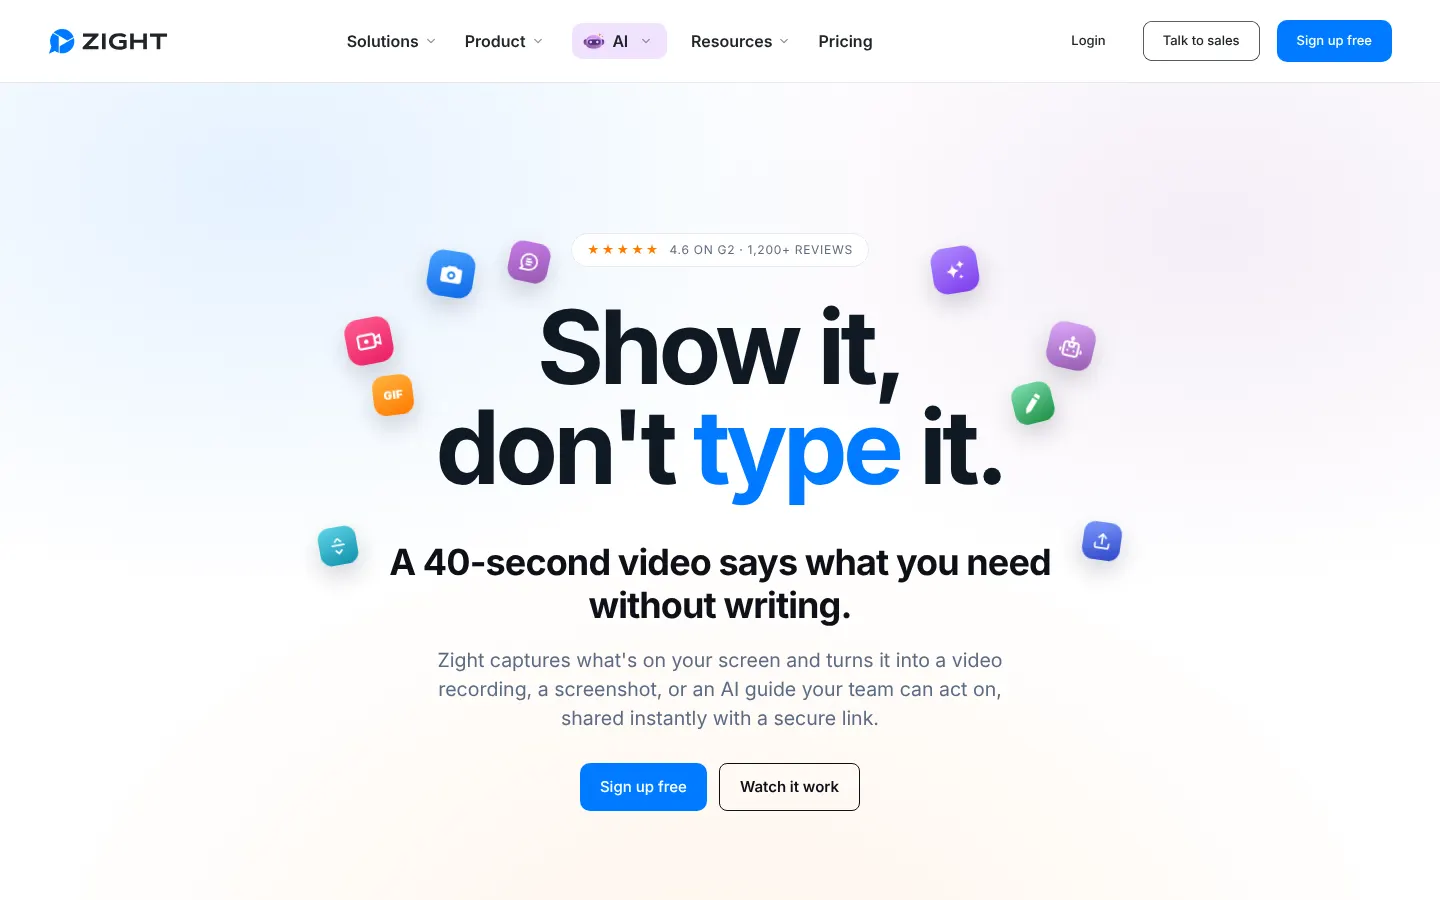 ZIGHT
Solutions
Product
AI
Resources
Pricing
Login
Talk to sales
Sign up free
★★★★★ 4.6 ON G2 · 1,200+ REVIEWS
Show it,
don't type it.
GIF
A 40-second video says what you need
without writing.
Zight captures what's on your screen and turns it into a video
recording, a screenshot, or an AI guide your team can act on,
shared instantly with a secure link.
Sign up free
Watch it work